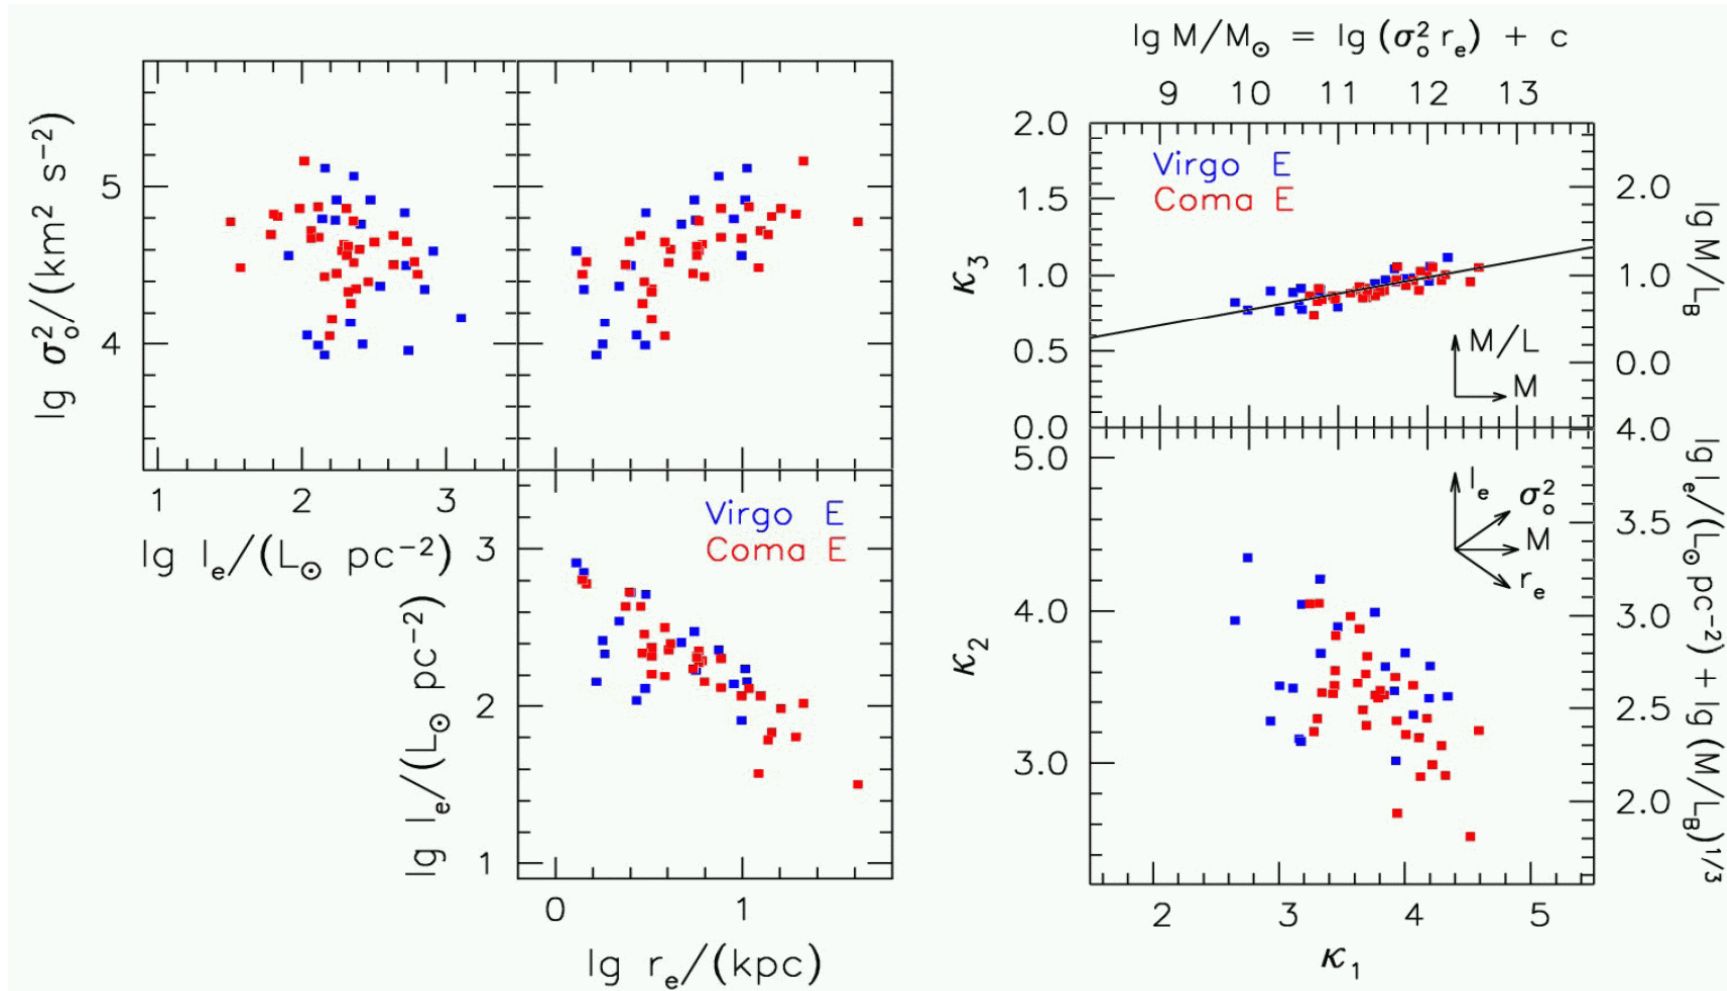 lg M/M⊙ = lg (σ²ₒ rₑ) + c
9 10 11 12 13
lg σ²ₒ/(km² s⁻²)
5
4
1 2 3
lg Iₑ/(L⊙ pc⁻²)
Virgo E
Coma E
lg Iₑ/(L⊙ pc⁻²)
3
2
1
0 1
lg rₑ/(kpc)
κ₃
2.0
1.5
1.0
0.5
0.0
Virgo E
Coma E
M/L
M
2.0
1.0
0.0
lg M/L_B
κ₂
5.0
4.0
3.0
Iₑ
σ²ₒ
M
rₑ
4.0
3.5
3.0
2.5
2.0
lg Iₑ/(L⊙ pc⁻²) + lg (M/L_B)¹/³
2 3 4 5
κ₁